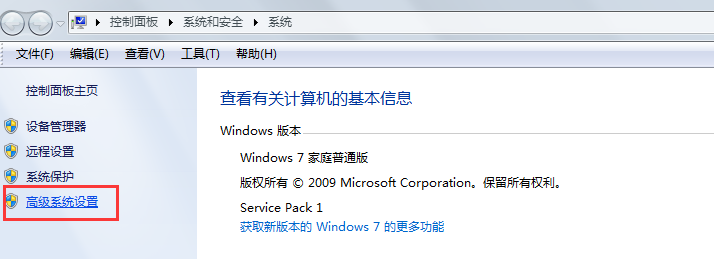 控制面板 ▶ 系统和安全 ▶ 系统
文件(F) 编辑(E) 查看(V) 工具(T) 帮助(H)
控制面板主页
设备管理器
远程设置
系统保护
高级系统设置
查看有关计算机的基本信息
Windows 版本
Windows 7 家庭普通版
版权所有 © 2009 Microsoft Corporation。保留所有权利。
Service Pack 1
获取新版本的 Windows 7 的更多功能